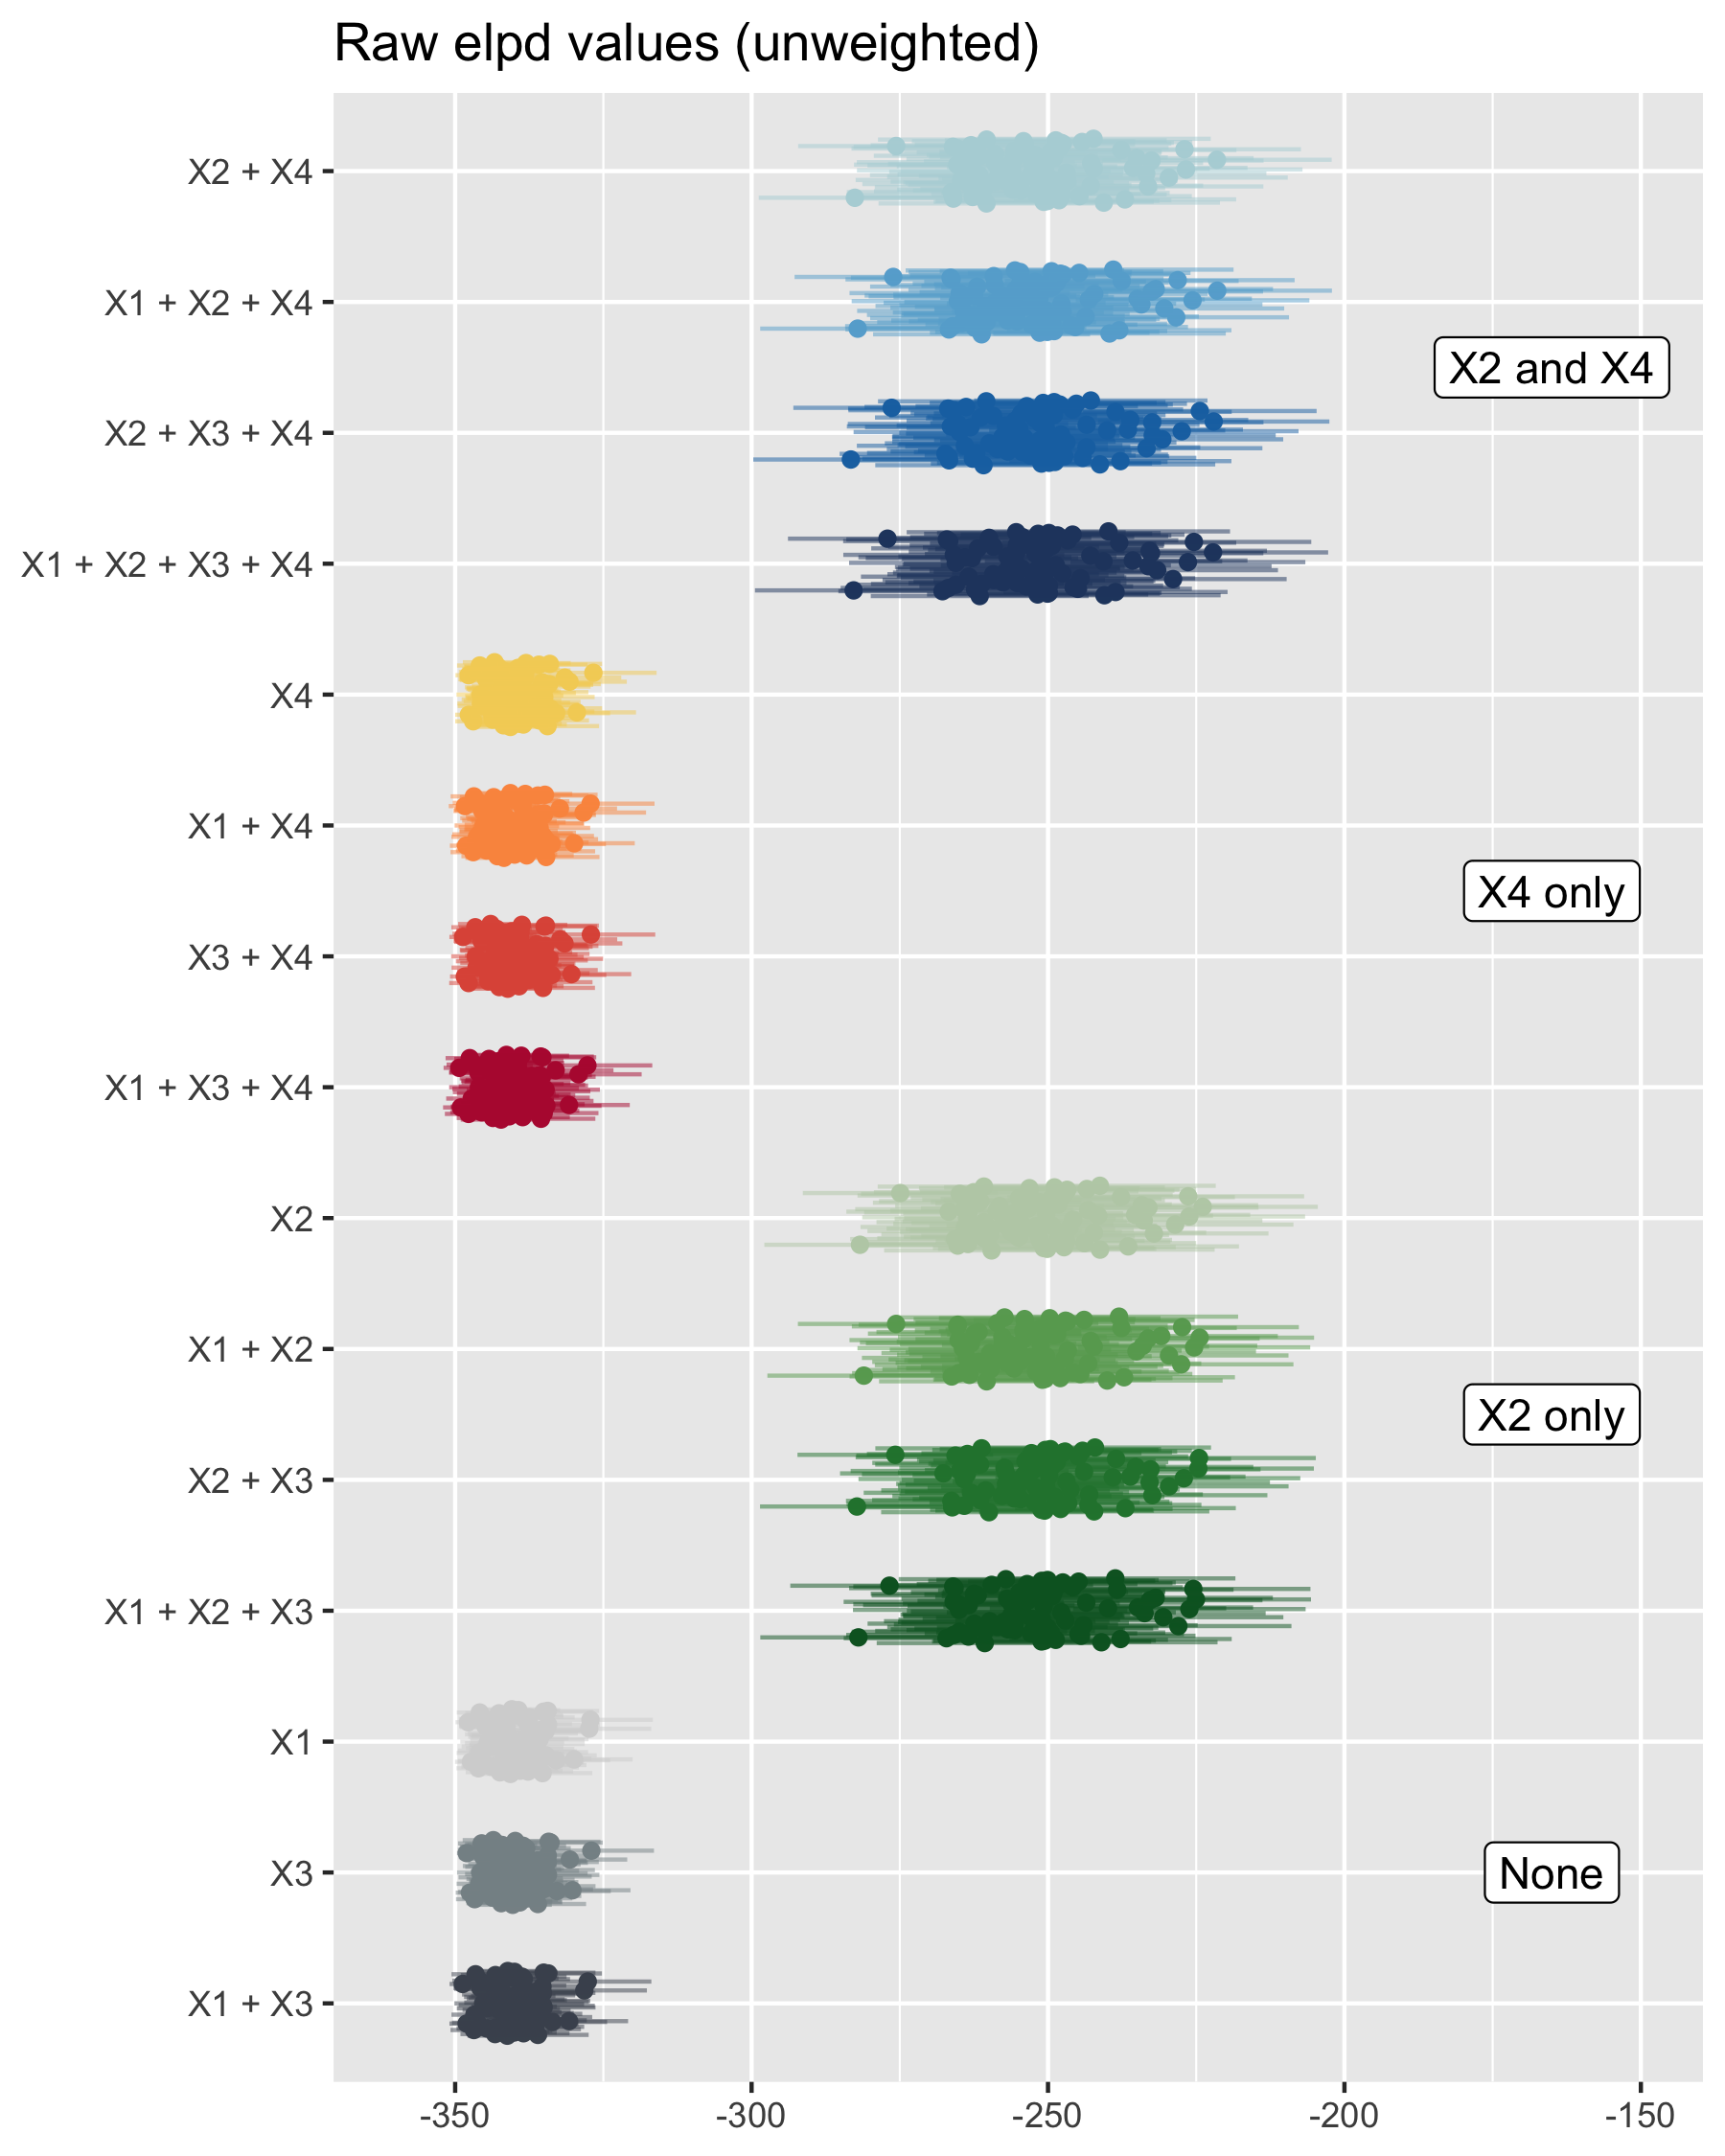 Raw elpd values (unweighted)
X2 + X4
X1 + X2 + X4
X2 and X4
X2 + X3 + X4
X1 + X2 + X3 + X4
X4
X1 + X4
X4 only
X3 + X4
X1 + X3 + X4
X2
X1 + X2
X2 only
X2 + X3
X1 + X2 + X3
X1
X3
None
X1 + X3
-350 -300 -250 -200 -150